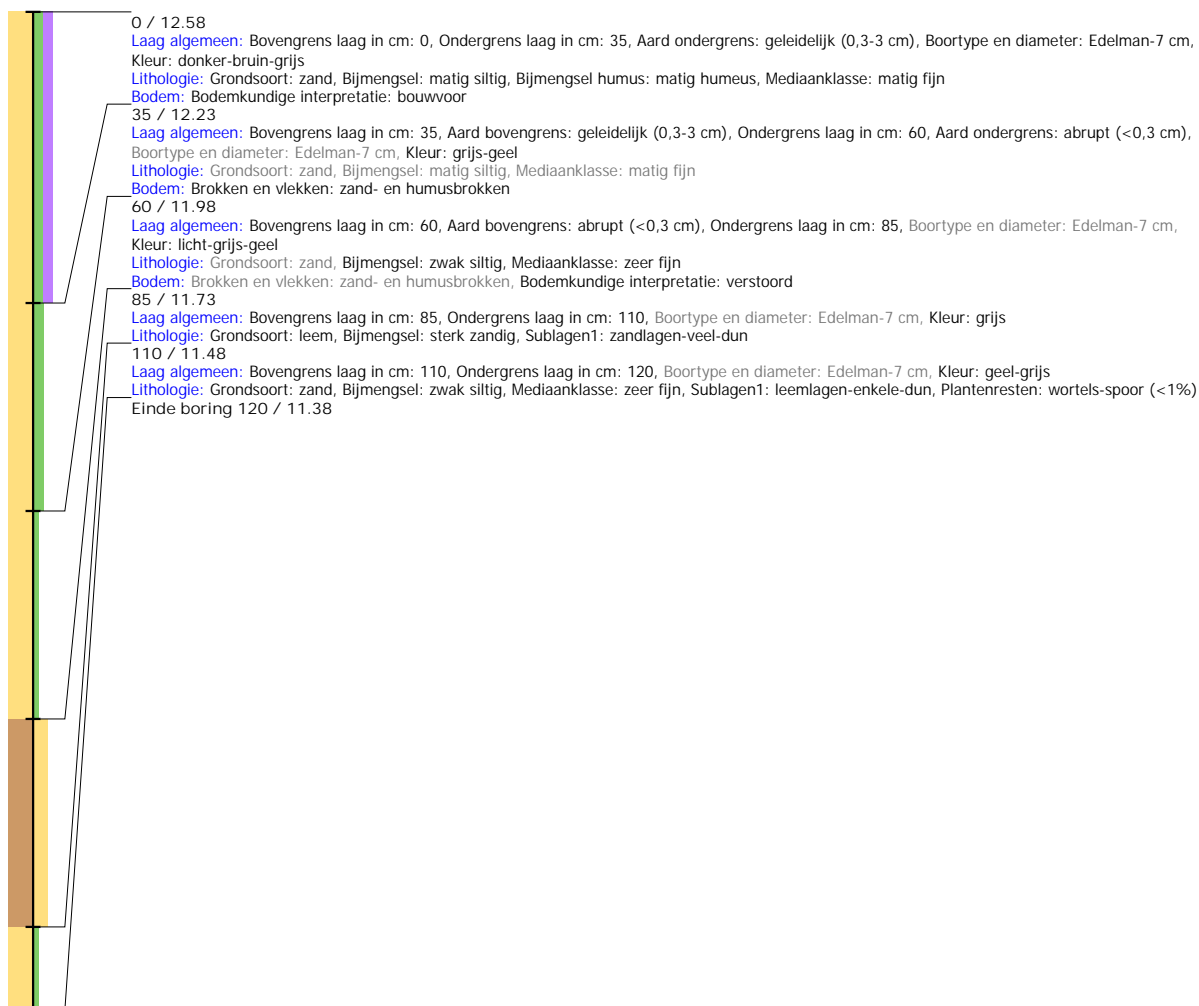 0 / 12.58
Laag algemeen: Bovengrens laag in cm: 0, Ondergrens laag in cm: 35, Aard ondergrens: geleidelijk (0,3-3 cm), Boortype en diameter: Edelman-7 cm,
Kleur: donker-bruin-grijs
Lithologie: Grondsoort: zand, Bijmengsel: matig siltig, Bijmengsel humus: matig humeus, Mediaanklasse: matig fijn
Bodem: Bodemkundige interpretatie: bouwvoor
35 / 12.23
Laag algemeen: Bovengrens laag in cm: 35, Aard bovengrens: geleidelijk (0,3-3 cm), Ondergrens laag in cm: 60, Aard ondergrens: abrupt (<0,3 cm),
Boortype en diameter: Edelman-7 cm, Kleur: grijs-geel
Lithologie: Grondsoort: zand, Bijmengsel: matig siltig, Mediaanklasse: matig fijn
Bodem: Brokken en vlekken: zand- en humusbrokken
60 / 11.98
Laag algemeen: Bovengrens laag in cm: 60, Aard bovengrens: abrupt (<0,3 cm), Ondergrens laag in cm: 85, Boortype en diameter: Edelman-7 cm,
Kleur: licht-grijs-geel
Lithologie: Grondsoort: zand, Bijmengsel: zwak siltig, Mediaanklasse: zeer fijn
Bodem: Brokken en vlekken: zand- en humusbrokken, Bodemkundige interpretatie: verstoord
85 / 11.73
Laag algemeen: Bovengrens laag in cm: 85, Ondergrens laag in cm: 110, Boortype en diameter: Edelman-7 cm, Kleur: grijs
Lithologie: Grondsoort: leem, Bijmengsel: sterk zandig, Sublagen1: zandlagen-veel-dun
110 / 11.48
Laag algemeen: Bovengrens laag in cm: 110, Ondergrens laag in cm: 120, Boortype en diameter: Edelman-7 cm, Kleur: geel-grijs
Lithologie: Grondsoort: zand, Bijmengsel: zwak siltig, Mediaanklasse: zeer fijn, Sublagen1: leemlagen-enkele-dun, Plantenresten: wortels-spoor (<1%)
Einde boring 120 / 11.38